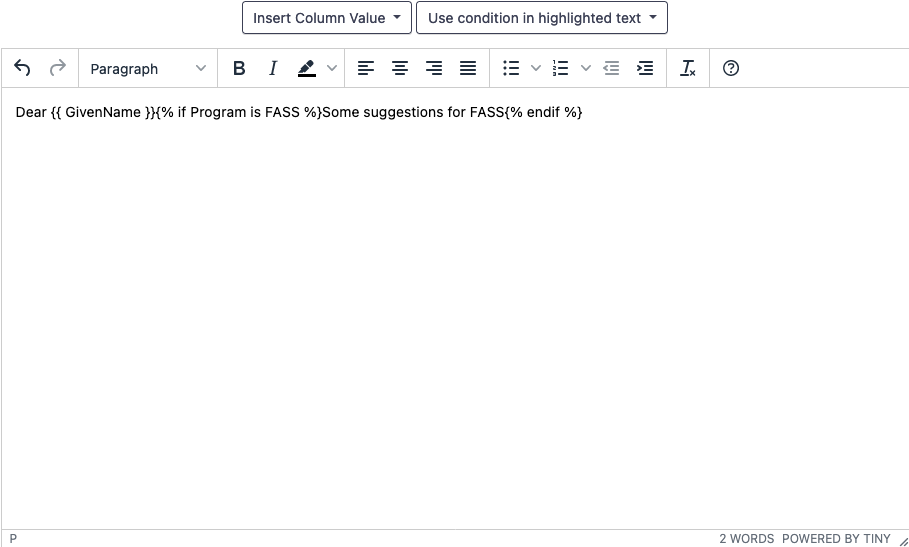 Insert Column Value Use condition in highlighted text
Paragraph B I
Dear {{ GivenName }}{% if Program is FASS %}Some suggestions for FASS{% endif %}
P 2 WORDS POWERED BY TINY